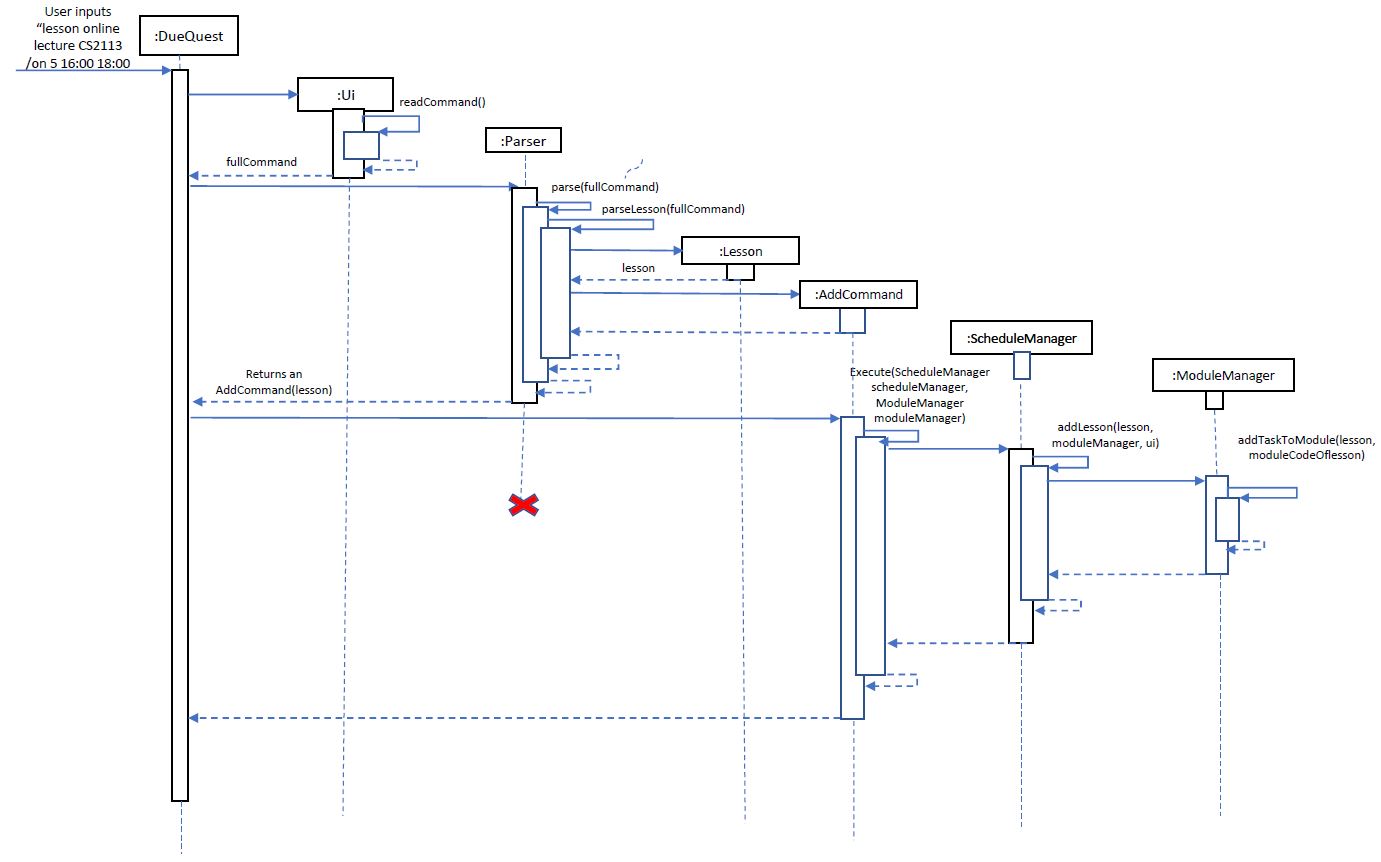 User inputs
“lesson online
lecture CS2113
/on 5 16:00 18:00
:DueQuest
:Ui
readCommand()
:Parser
fullCommand
parse(fullCommand)
parseLesson(fullCommand)
:Lesson
lesson
:AddCommand
:ScheduleManager
:ModuleManager
Returns an
AddCommand(lesson)
Execute(ScheduleManager
scheduleManager,
ModuleManager
moduleManager)
addLesson(lesson,
moduleManager, ui)
addTaskToModule(lesson,
moduleCodeOflesson)